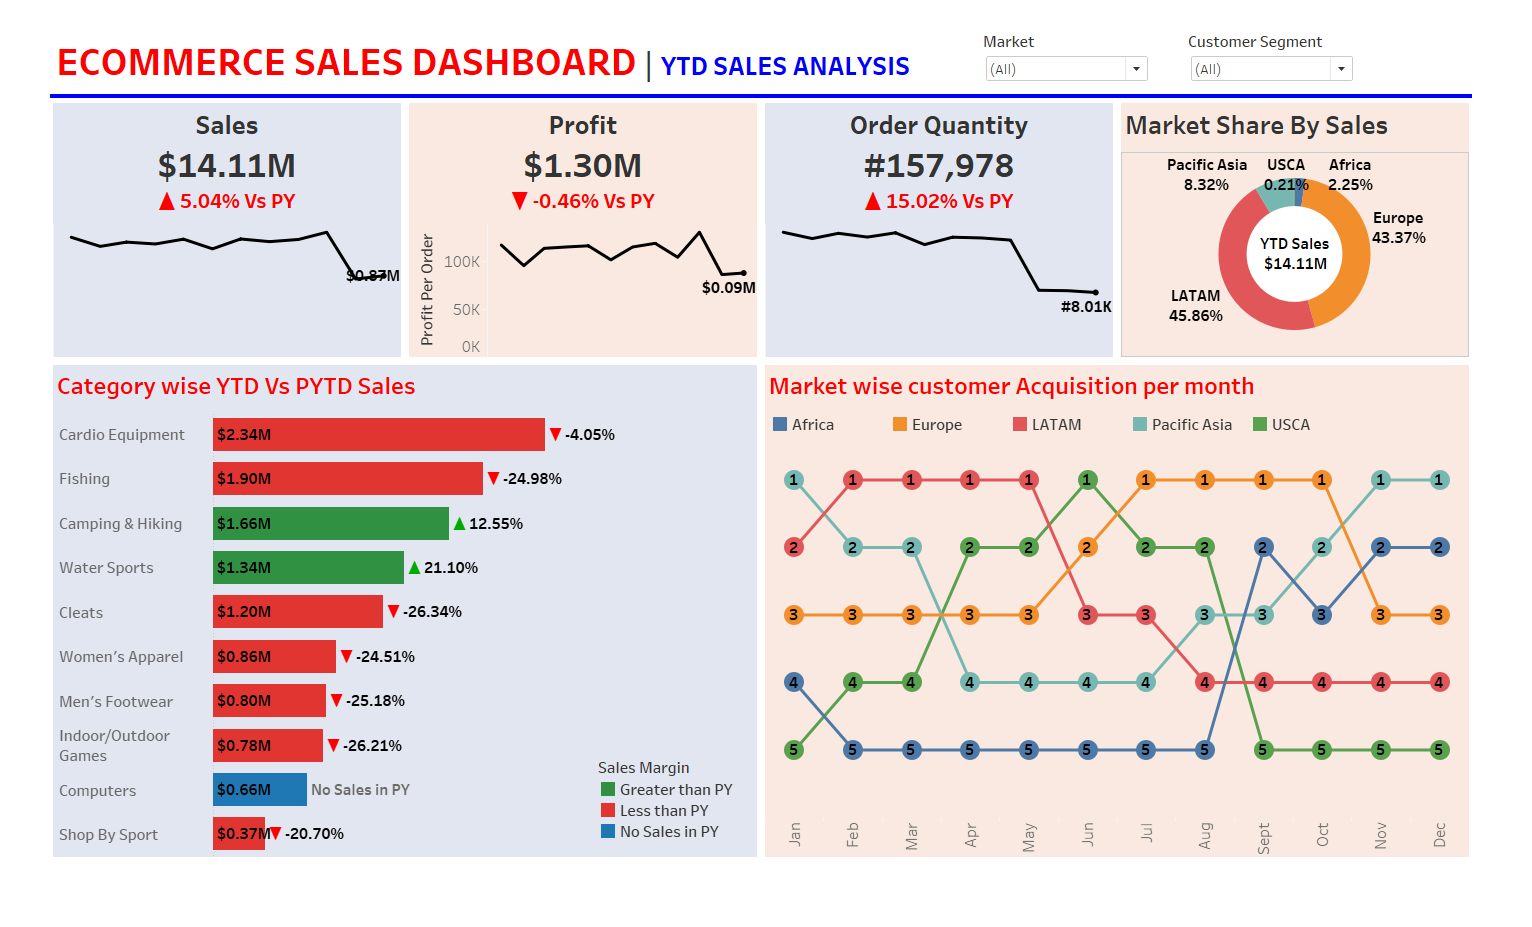 ECOMMERCE SALES DASHBOARD | YTD SALES ANALYSIS
Market
(All)
Customer Segment
(All)
Sales
$14.11M
▲ 5.04% Vs PY
$0.87M
Profit
$1.30M
▼ -0.46% Vs PY
Profit Per Order
100K
50K
0K
$0.09M
Order Quantity
#157,978
▲ 15.02% Vs PY
#8.01K
Market Share By Sales
Pacific Asia
8.32%
USCA
0.21%
Africa
2.25%
Europe
43.37%
YTD Sales
$14.11M
LATAM
45.86%
Category wise YTD Vs PYTD Sales
Cardio Equipment $2.34M ▼ -4.05%
Fishing $1.90M ▼ -24.98%
Camping & Hiking $1.66M ▲ 12.55%
Water Sports $1.34M ▲ 21.10%
Cleats $1.20M ▼ -26.34%
Women's Apparel $0.86M ▼ -24.51%
Men's Footwear $0.80M ▼ -25.18%
Indoor/Outdoor
Games $0.78M ▼ -26.21%
Computers $0.66M No Sales in PY
Shop By Sport $0.37M ▼ -20.70%
Sales Margin
Greater than PY
Less than PY
No Sales in PY
Market wise customer Acquisition per month
Africa Europe LATAM Pacific Asia USCA
1 1 1 1 1 1 1 1 1 1 1 1
2 2 2 2 2 2 2 2 2 2 2 2
3 3 3 3 3 3 3 3 3 3 3 3
4 4 4 4 4 4 4 4 4 4 4 4
5 5 5 5 5 5 5 5 5 5 5 5
Jan Feb Mar Apr May Jun Jul Aug Sept Oct Nov Dec